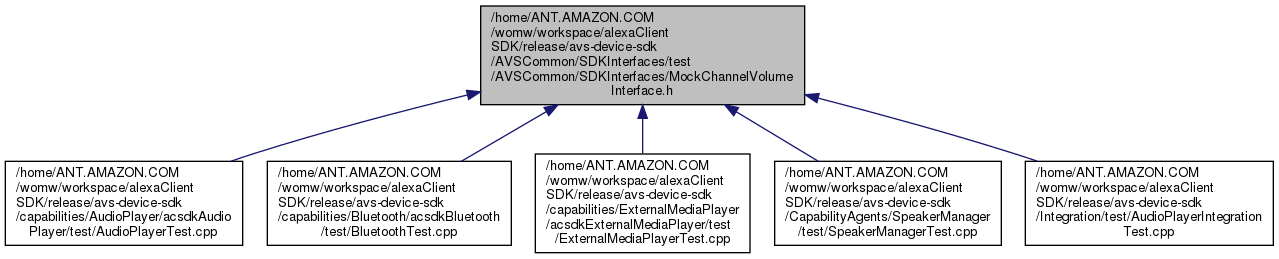 /home/ANT.AMAZON.COM
/womw/workspace/alexaClient
SDK/release/avs-device-sdk
/AVSCommon/SDKInterfaces/test
/AVSCommon/SDKInterfaces/MockChannelVolume
Interface.h
/home/ANT.AMAZON.COM
/womw/workspace/alexaClient
SDK/release/avs-device-sdk
/capabilities/AudioPlayer/acsdkAudio
Player/test/AudioPlayerTest.cpp
/home/ANT.AMAZON.COM
/womw/workspace/alexaClient
SDK/release/avs-device-sdk
/capabilities/Bluetooth/acsdkBluetooth
/test/BluetoothTest.cpp
/home/ANT.AMAZON.COM
/womw/workspace/alexaClient
SDK/release/avs-device-sdk
/capabilities/ExternalMediaPlayer
/acsdkExternalMediaPlayer/test
/ExternalMediaPlayerTest.cpp
/home/ANT.AMAZON.COM
/womw/workspace/alexaClient
SDK/release/avs-device-sdk
/CapabilityAgents/SpeakerManager
/test/SpeakerManagerTest.cpp
/home/ANT.AMAZON.COM
/womw/workspace/alexaClient
SDK/release/avs-device-sdk
/Integration/test/AudioPlayerIntegration
Test.cpp